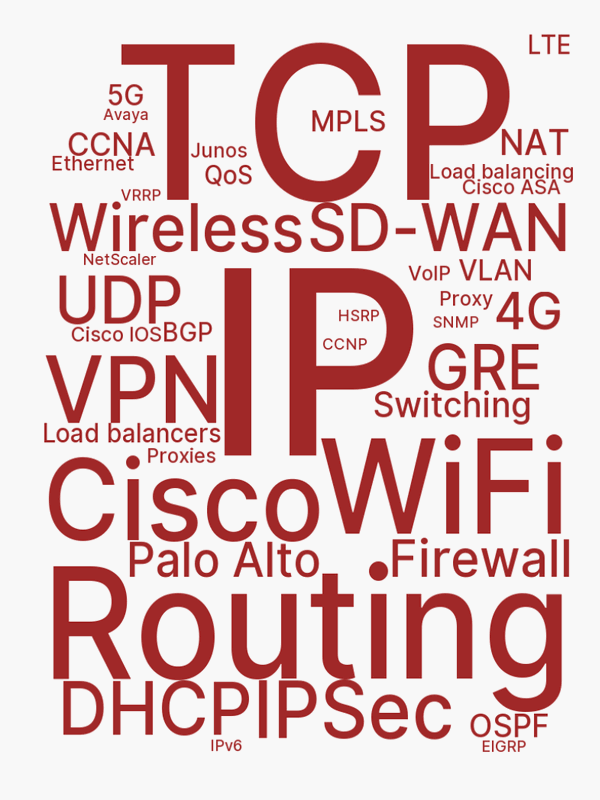 LTE
TCP
5G
Avaya
MPLS
CCNA
NAT
Ethernet
Junos
QoS
Load balancing
Cisco ASA
VRRP
Wireless
SD-WAN
NetScaler
VoIP
VLAN
UDP
IP
Proxy
4G
HSRP
SNMP
Cisco IOS
BGP
CCNP
VPN
GRE
Switching
Load balancers
Proxies
Cisco
WiFi
Palo Alto
Firewall
Routing
DHCP
IPSec
OSPF
IPv6
EIGRP